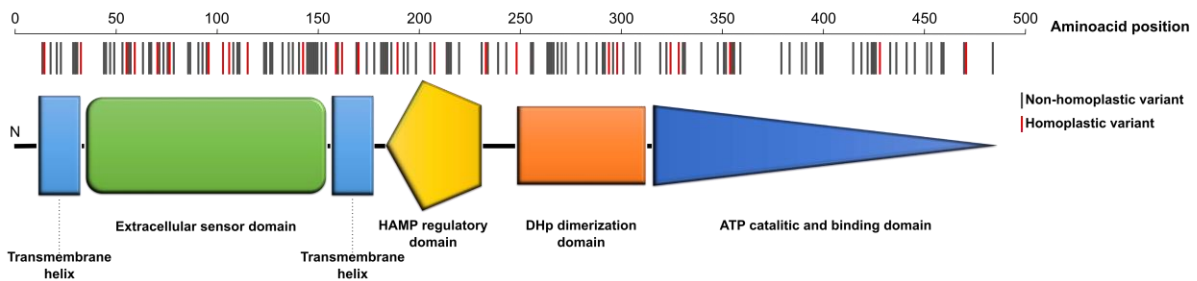 0 50 100 150 200 250 300 350 400 450 500
Aminoacid position
Non-homoplastic variant
Homoplastic variant
N
Extracellular sensor domain
HAMP regulatory
domain
DHp dimerization
domain
ATP catalitic and binding domain
Transmembrane
helix
Transmembrane
helix